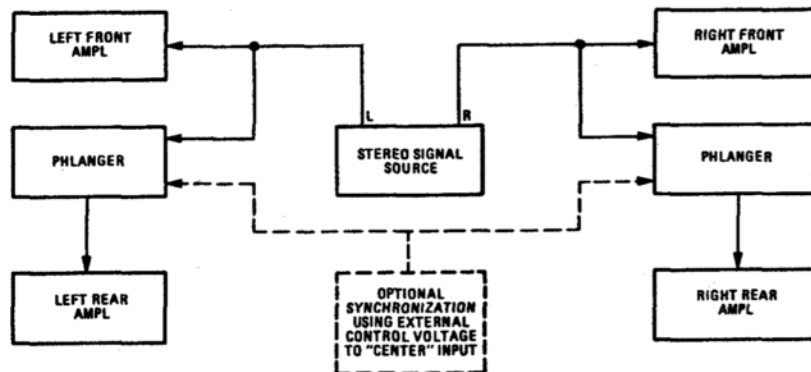 LEFT FRONT
AMPL
RIGHT FRONT
AMPL
L
R
PHLANGER
STEREO SIGNAL
SOURCE
PHLANGER
LEFT REAR
AMPL
OPTIONAL
SYNCHRONIZATION
USING EXTERNAL
CONTROL VOLTAGE
TO "CENTER" INPUT
RIGHT REAR
AMPL